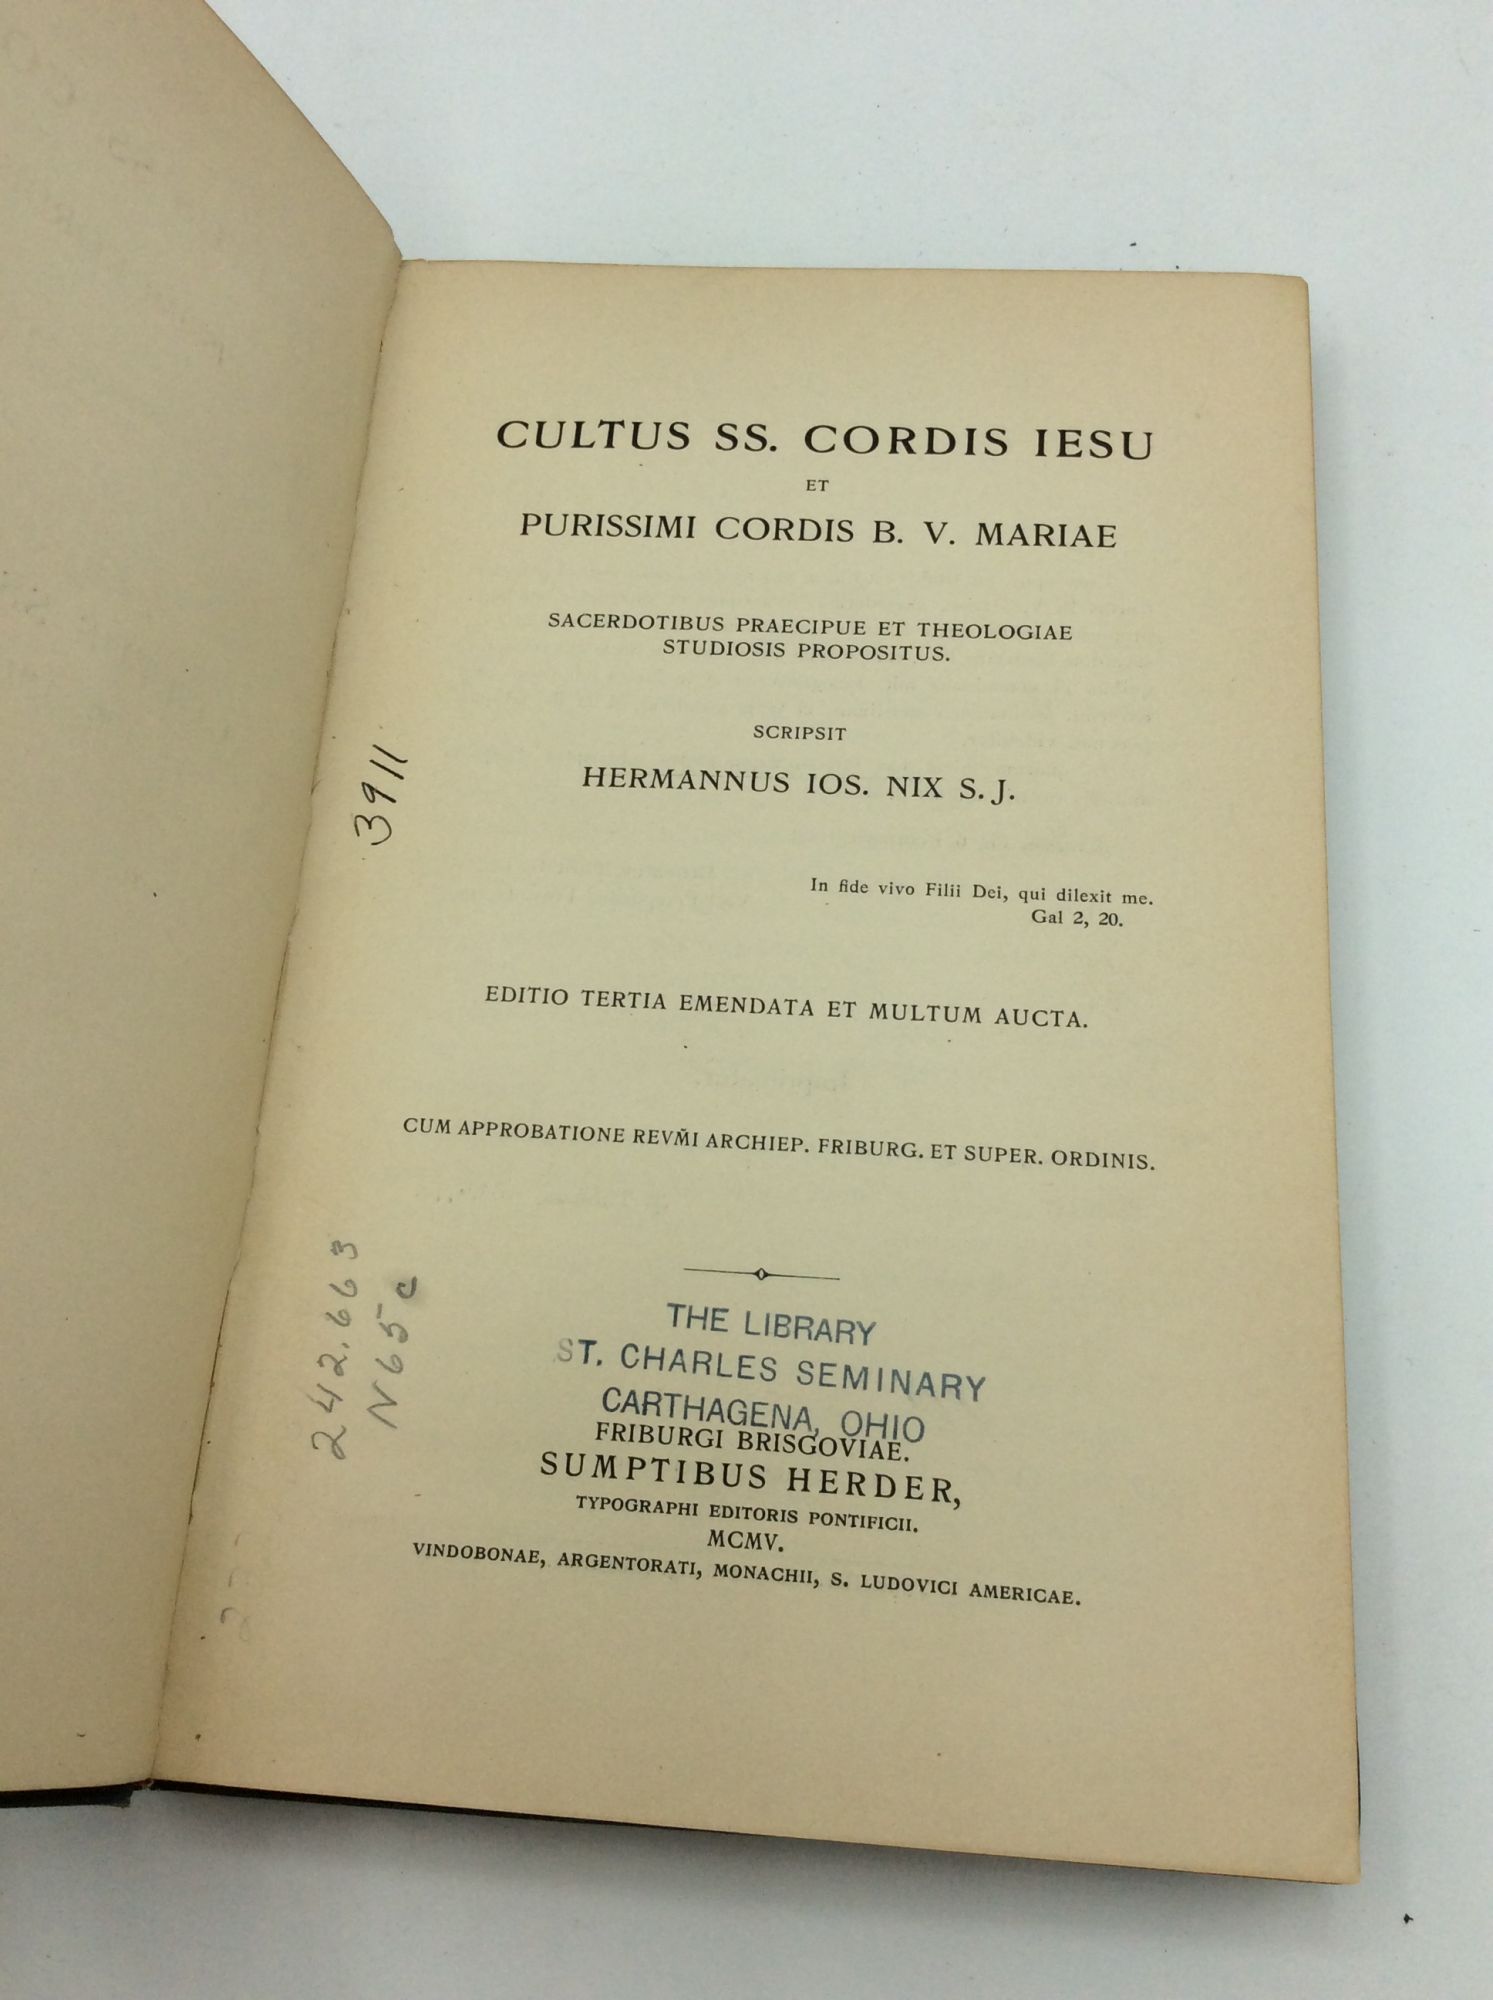 CULTUS SS. CORDIS IESU
ET
PURISSIMI CORDIS B. V. MARIAE
SACERDOTIBUS PRAECIPUE ET THEOLOGIAE
STUDIOSIS PROPOSITUS.
SCRIPSIT
HERMANNUS IOS. NIX S. J.
In fide vivo Filii Dei, qui dilexit me.
Gal 2, 20.
EDITIO TERTIA EMENDATA ET MULTUM AUCTA.
CUM APPROBATIONE REVM̃I ARCHIEP. FRIBURG. ET SUPER. ORDINIS.
THE LIBRARY
ST. CHARLES SEMINARY
CARTHAGENA, OHIO
FRIBURGI BRISGOVIAE.
SUMPTIBUS HERDER,
TYPOGRAPHI EDITORIS PONTIFICII.
MCMV.
VINDOBONAE, ARGENTORATI, MONACHII, S. LUDOVICI AMERICAE.
3911
242.663
N65c